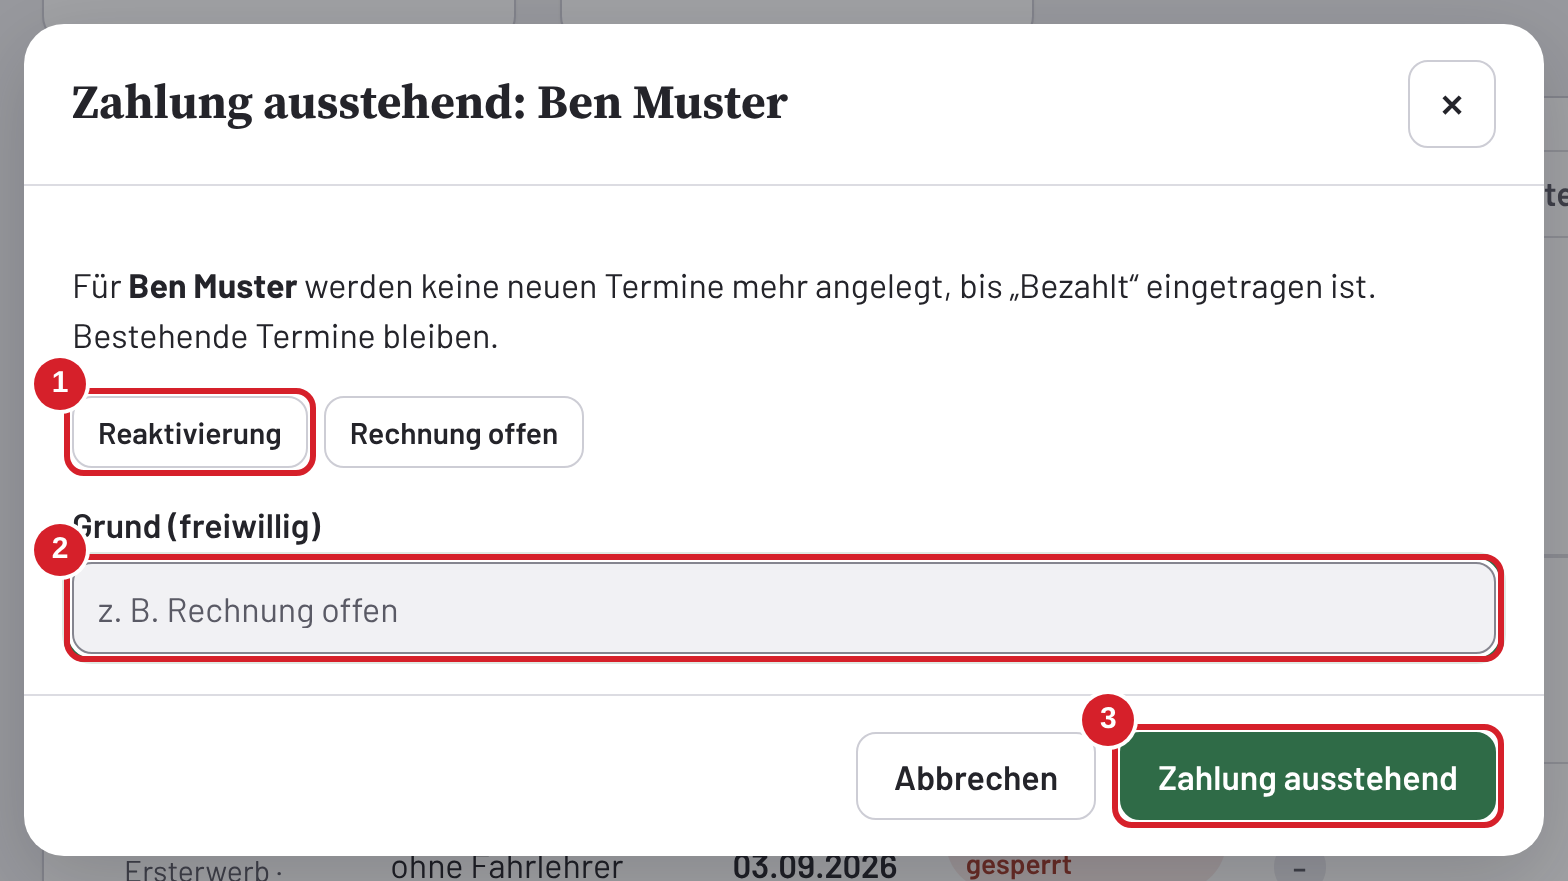 Zahlung ausstehend: Ben Muster
×
te
Für Ben Muster werden keine neuen Termine mehr angelegt, bis „Bezahlt“ eingetragen ist.
Bestehende Termine bleiben.
1
Reaktivierung Rechnung offen
Grund (freiwillig)
2
z. B. Rechnung offen
3
Abbrechen Zahlung ausstehend
Ersterwerb · ohne Fahrlehrer 03.09.2026 gesperrt –